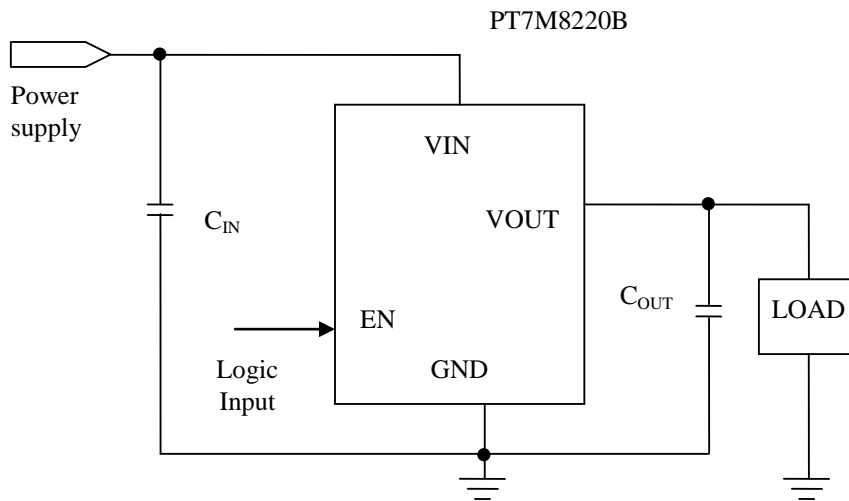 PT7M8220B
Power
supply
VIN
C_IN
VOUT
C_OUT
LOAD
EN
Logic
Input
GND